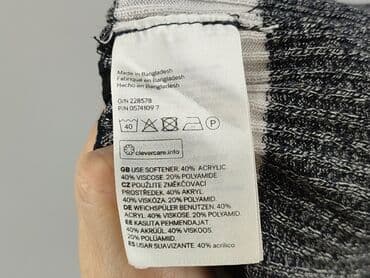 Made in Bangladesh
Fabriqué en Bangladesh
Hecho en Bangladesh
O/N 228578
P/N 0574109 7
40 P
clevercare.info
GB USE SOFTENER: 40% ACRYLIC
40% VISCOSE. 20% POLYAMIDE
CZ POUŽIJTE ZMĚKČOVACÍ
PROSTŘEDEK. 40% AKRYL
40% VISKÓZA. 20% POLYAMID
DE WEICHSPÜLER BENUTZEN. 40%
ACRYL. 40% VISKOSE. 20% POLYAMID
EE KASUTA PEHMENDAJAT
40% AKRÜÜL. 40% VISKOOS. 20%
POLÜAMIID.
ES USAR SUAVIZANTE. 40% acrílico